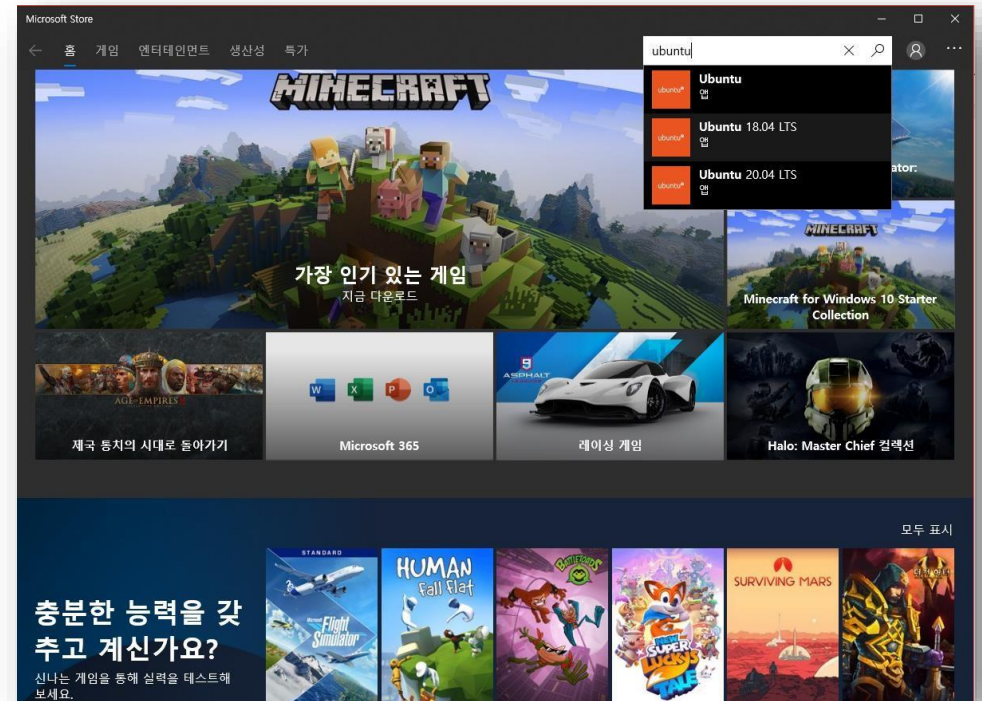 Microsoft Store
홈 게임 엔터테인먼트 생산성 특가
ubuntu
ubuntu®
Ubuntu
앱
ubuntu®
Ubuntu 18.04 LTS
앱
ubuntu®
Ubuntu 20.04 LTS
앱
MINECRAFT
가장 인기 있는 게임
지금 다운로드
ator:
MINECRAFT
Minecraft for Windows 10 Starter
Collection
AGE EMPIRES
제국 통치의 시대로 돌아가기
W X P O
Microsoft 365
9
ASPHALT
레이싱 게임
Halo: Master Chief 컬렉션
모두 표시
충분한 능력을 갖
추고 계신가요?
신나는 게임을 통해 실력을 테스트해
보세요.
STANDARD
Microsoft Flight
Simulator
HUMAN
Fall Flat
BATTLETOADS
NEW
SUPER
LUCKY'S
TALE
SURVIVING MARS